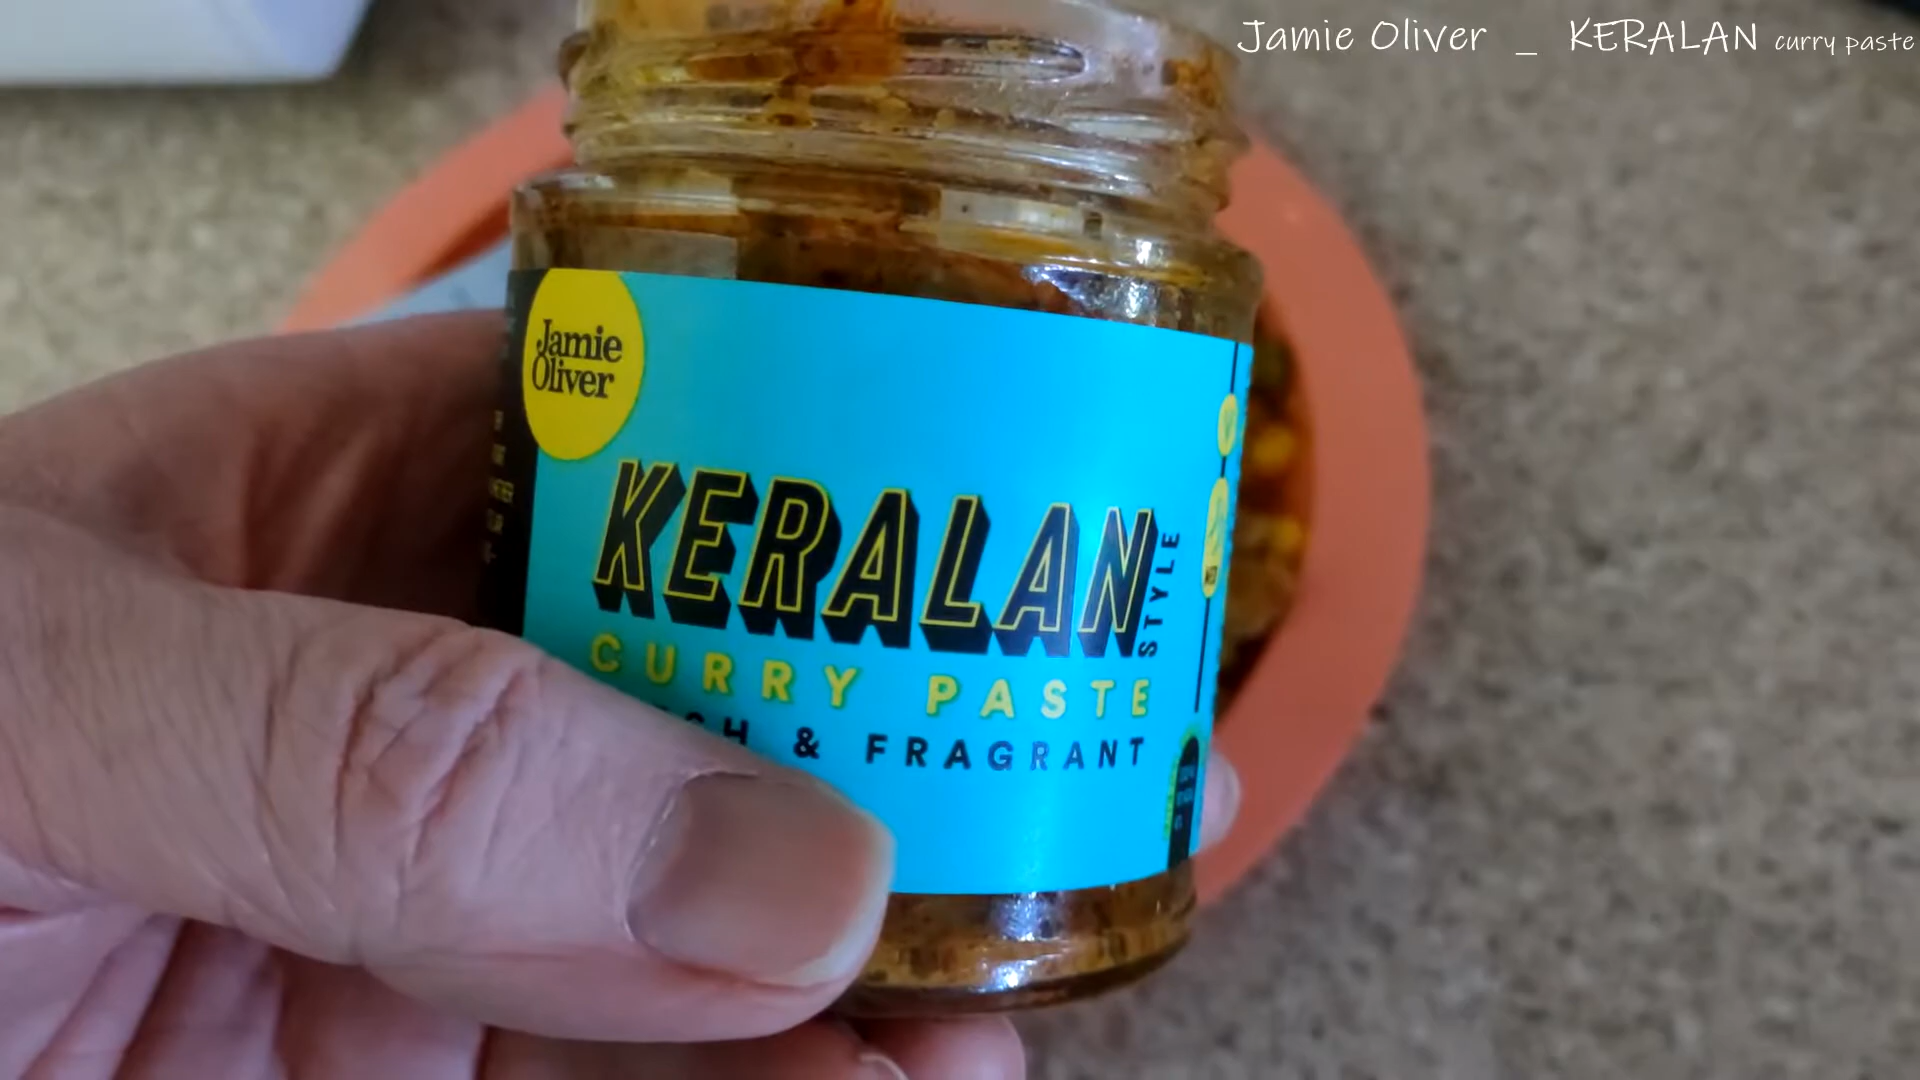 Jamie Oliver _ KERALAN curry paste
Jamie
Oliver
KERALAN
STYLE
CURRY PASTE
& FRAGRANT